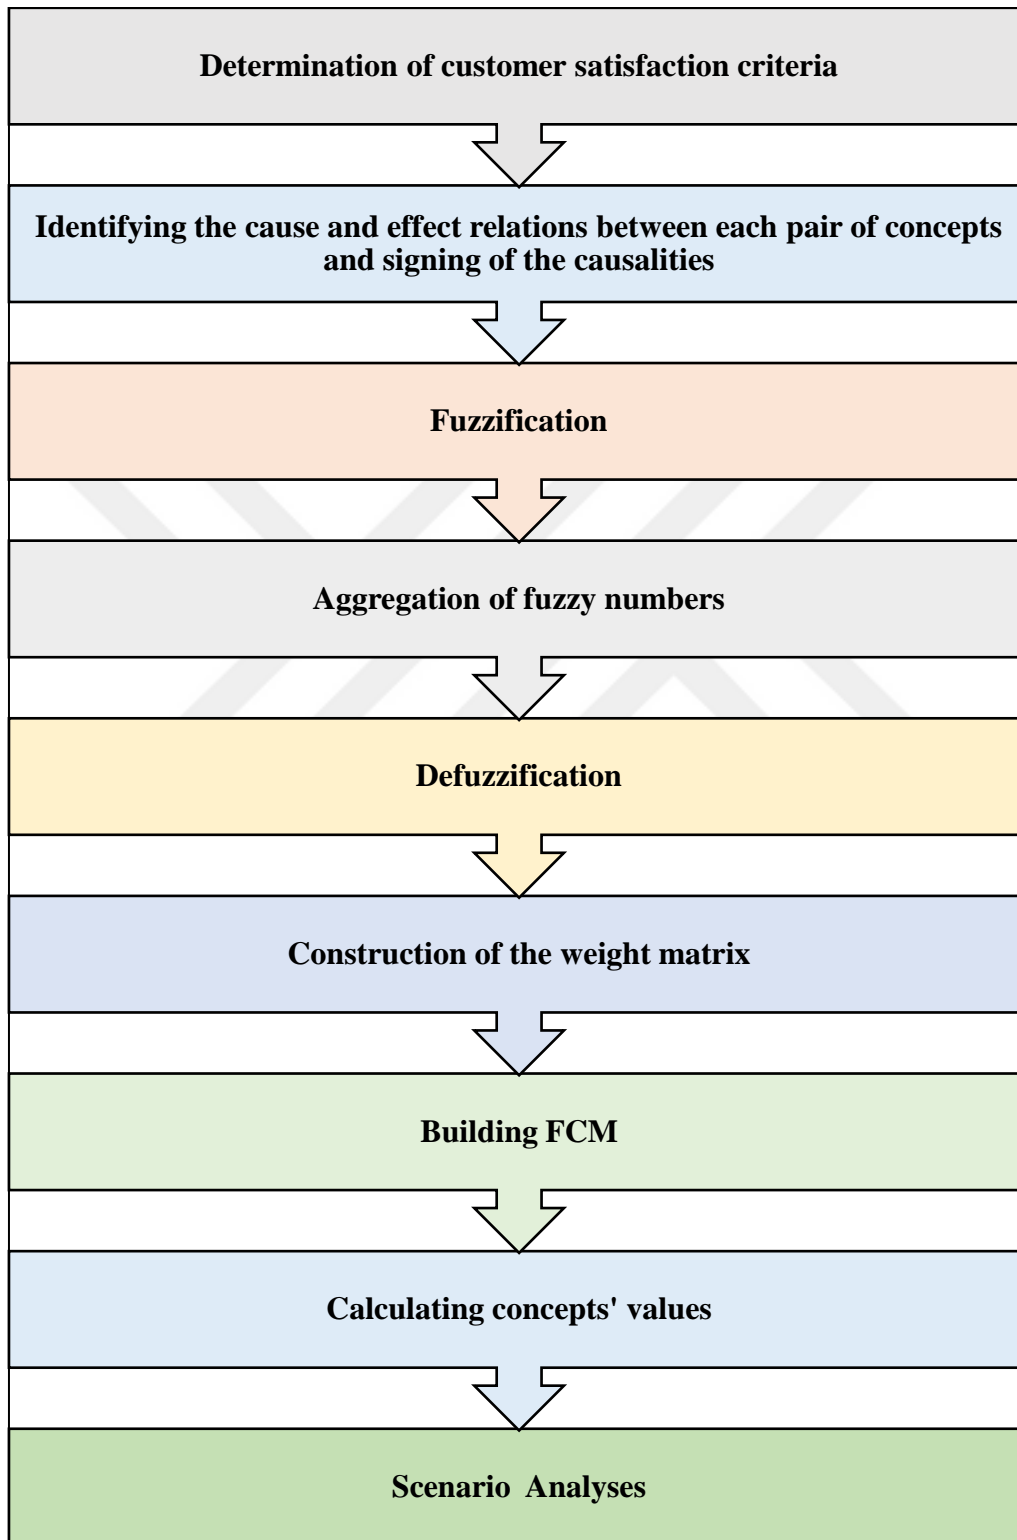 Determination of customer satisfaction criteria
Identifying the cause and effect relations between each pair of concepts
and signing of the causalities
Fuzzification
Aggregation of fuzzy numbers
Defuzzification
Construction of the weight matrix
Building FCM
Calculating concepts' values
Scenario Analyses